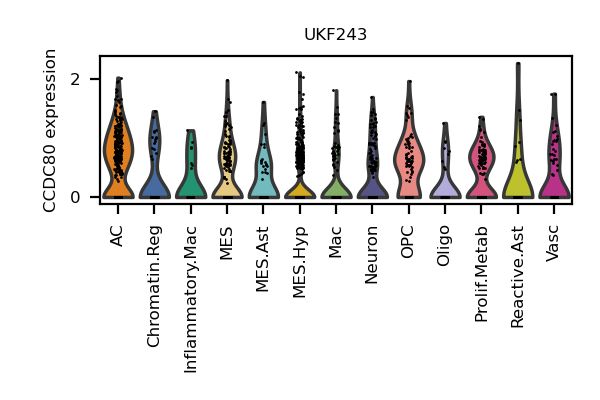 UKF243
CCDC80 expression
2
0
AC
Chromatin.Reg
Inflammatory.Mac
MES
MES.Ast
MES.Hyp
Mac
Neuron
OPC
Oligo
Prolif.Metab
Reactive.Ast
Vasc